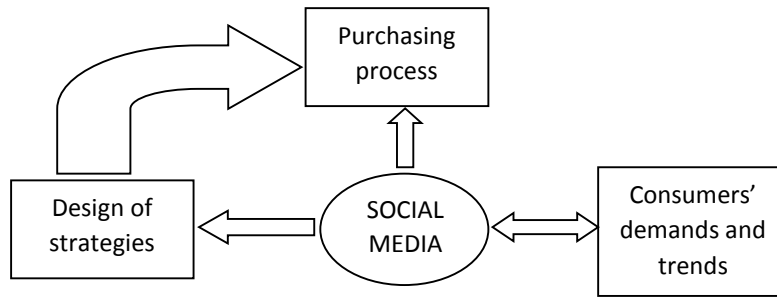 Purchasing
process
Design of
strategies
SOCIAL
MEDIA
Consumers’
demands and
trends